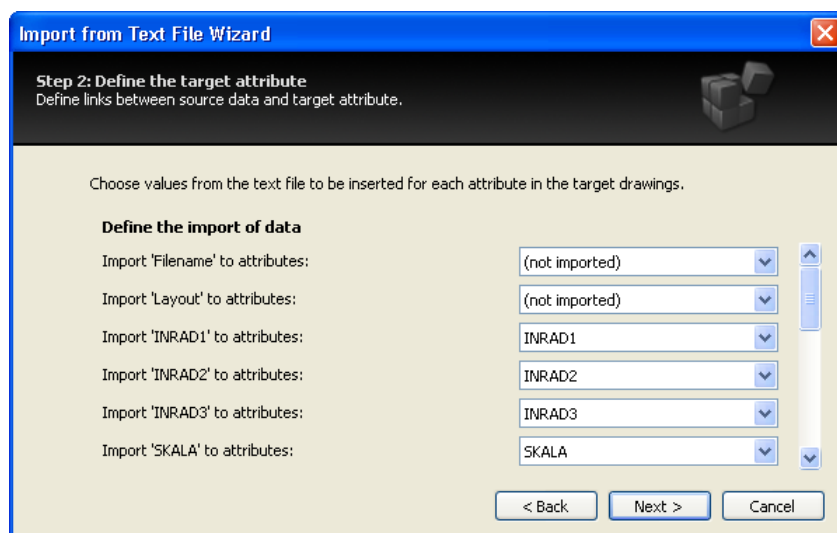 Import from Text File Wizard
Step 2: Define the target attribute
Define links between source data and target attribute.
Choose values from the text file to be inserted for each attribute in the target drawings.
Define the import of data
Import 'Filename' to attributes: (not imported)
Import 'Layout' to attributes: (not imported)
Import 'INRAD1' to attributes: INRAD1
Import 'INRAD2' to attributes: INRAD2
Import 'INRAD3' to attributes: INRAD3
Import 'SKALA' to attributes: SKALA
< Back Next > Cancel